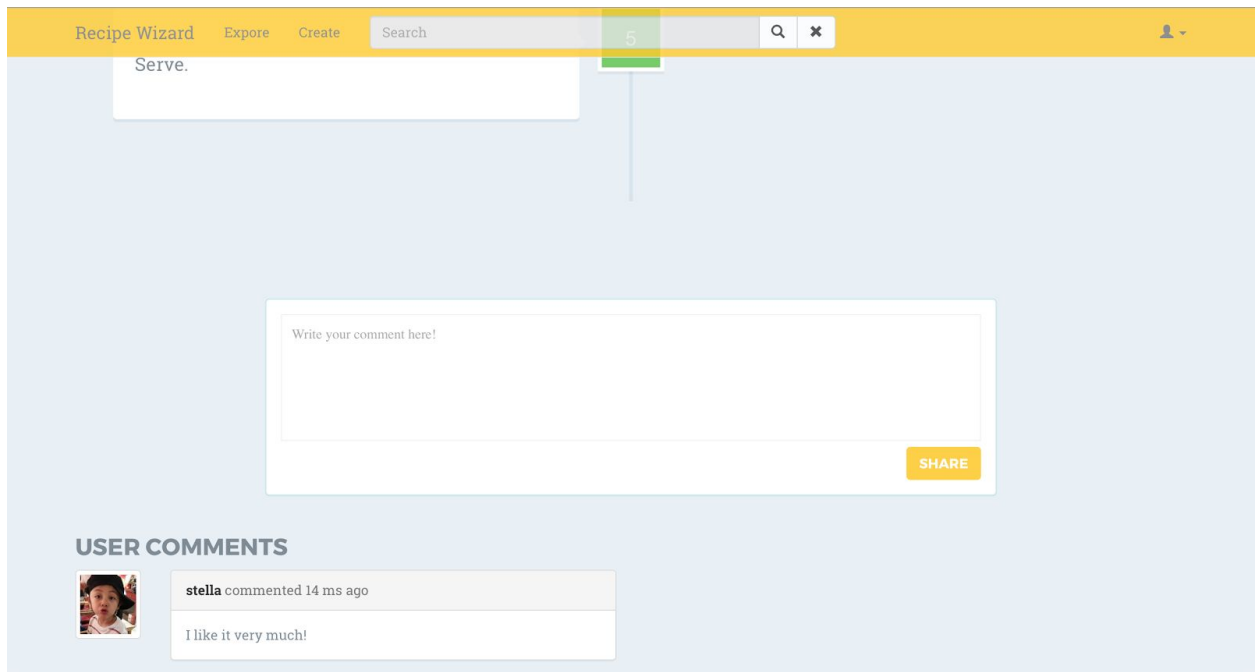 Recipe Wizard Expore Create Search
5
Serve.
Write your comment here!
SHARE
USER COMMENTS
stella commented 14 ms ago
I like it very much!